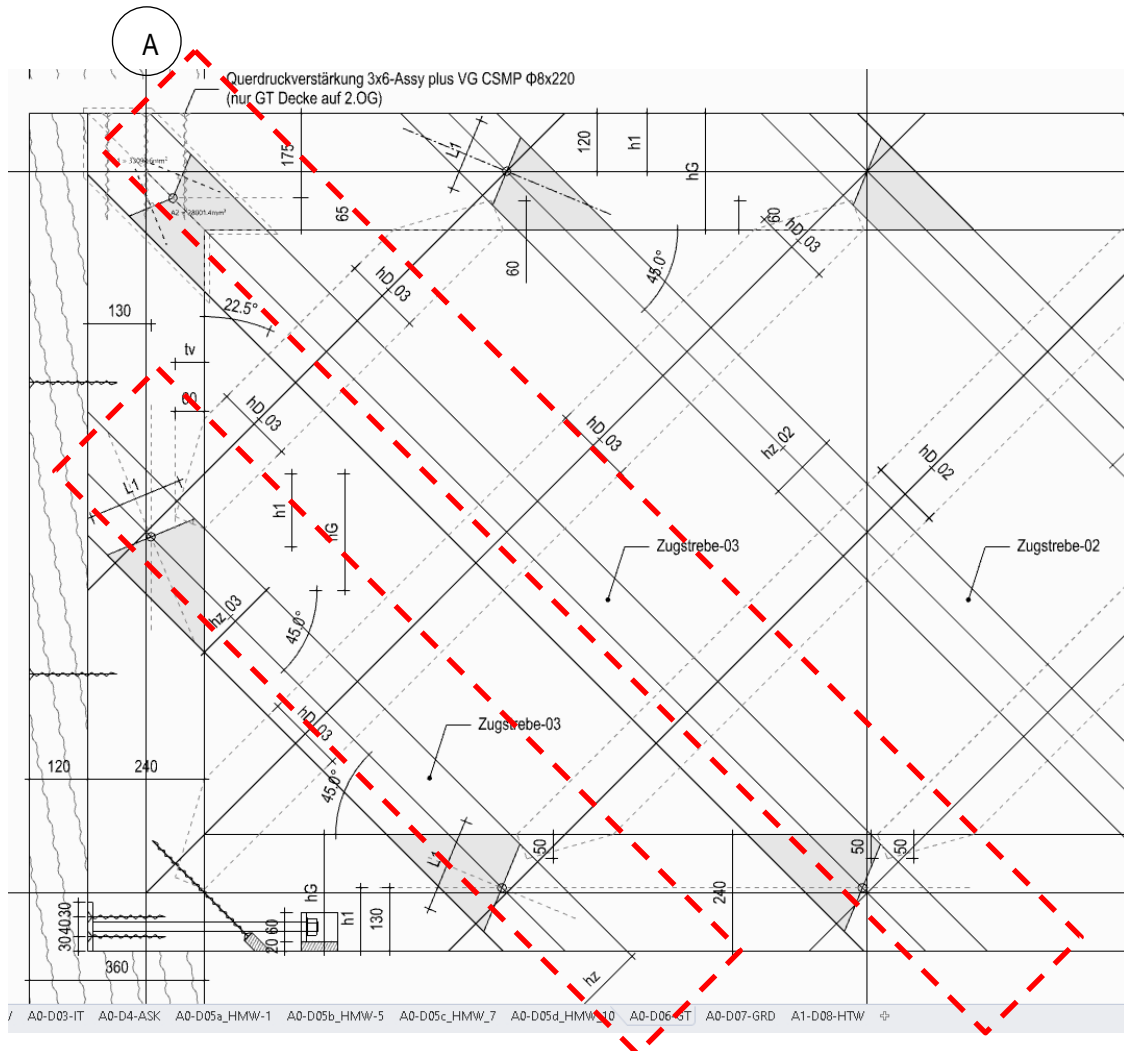 A
Querdruckverstärkung 3x6-Assy plus VG CSMP Φ8x220
(nur GT Decke auf 2.OG)
175
L1
120
h1
hG
65
60
60
hD_03
45.0°
hD_03
22.5°
130
tv
60
hD_03
hD_03
hz_02
hD_02
L1
h1
hG
Zugstrebe-03
Zugstrebe-02
hz_03
45.0°
hD_03
Zugstrebe-03
120
240
45.0°
L1
50
50
50
hG
h1
130
240
30
40
30
60
20
360
hz
A0-D03-IT
A0-D4-ASK
A0-D05a_HMW-1
A0-D05b_HMW-5
A0-D05c_HMW_7
A0-D05d_HMW_10
A0-D06-GT
A0-D07-GRD
A1-D08-HTW